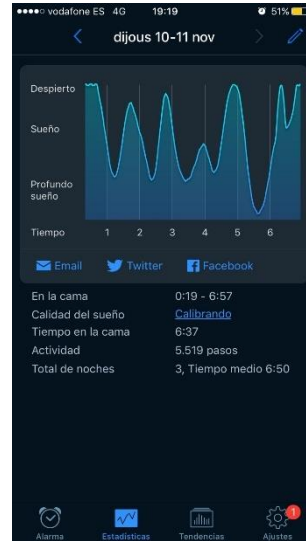 vodafone ES 4G 19:19 51%
dijous 10-11 nov
Despierto
Sueño
Profundo
sueño
Tiempo 1 2 3 4 5 6
Email Twitter Facebook
En la cama 0:19 - 6:57
Calidad del sueño Calibrando
Tiempo en la cama 6:37
Actividad 5.519 pasos
Total de noches 3, Tiempo medio 6:50
1
Alarma Estadísticas Tendencias Ajustes